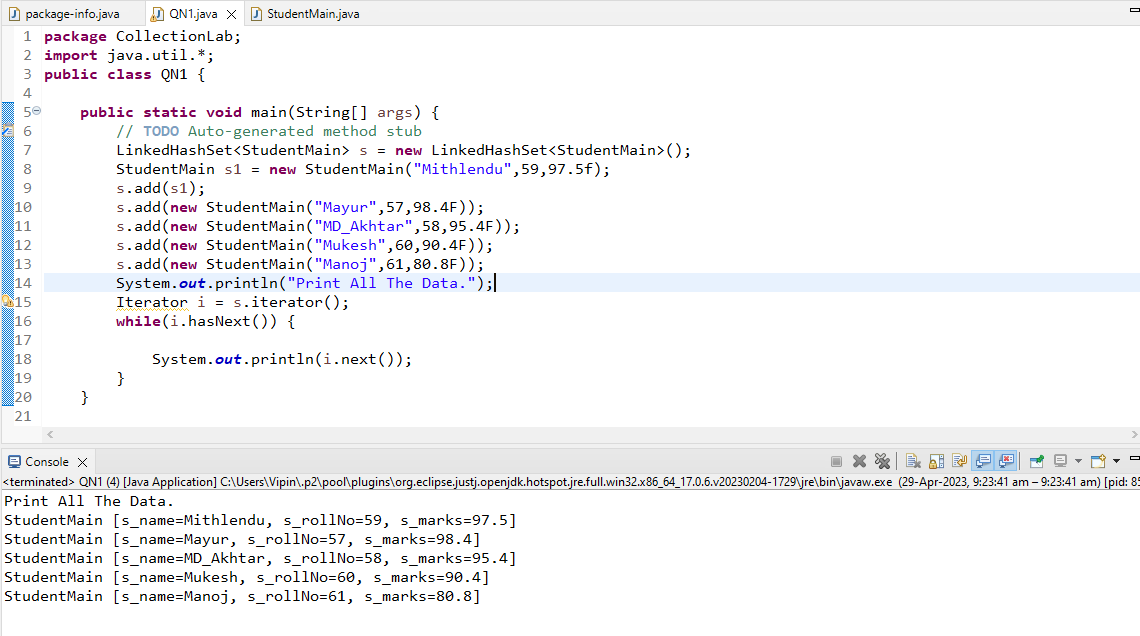 package-info.java QN1.java StudentMain.java
1 package CollectionLab;
2 import java.util.*;
3 public class QN1 {
4
5 public static void main(String[] args) {
6 // TODO Auto-generated method stub
7 LinkedHashSet<StudentMain> s = new LinkedHashSet<StudentMain>();
8 StudentMain s1 = new StudentMain("Mithlendu",59,97.5f);
9 s.add(s1);
10 s.add(new StudentMain("Mayur",57,98.4F));
11 s.add(new StudentMain("MD_Akhtar",58,95.4F));
12 s.add(new StudentMain("Mukesh",60,90.4F));
13 s.add(new StudentMain("Manoj",61,80.8F));
14 System.out.println("Print All The Data.");
15 Iterator i = s.iterator();
16 while(i.hasNext()) {
17
18 System.out.println(i.next());
19 }
20 }
21
Console
<terminated> QN1 (4) [Java Application] C:\Users\Vipin\.p2\pool\plugins\org.eclipse.justj.openjdk.hotspot.jre.full.win32.x86_64_17.0.6.v20230204-1729\jre\bin\javaw.exe (29-Apr-2023, 9:23:41 am – 9:23:41 am) [pid: 85
Print All The Data.
StudentMain [s_name=Mithlendu, s_rollNo=59, s_marks=97.5]
StudentMain [s_name=Mayur, s_rollNo=57, s_marks=98.4]
StudentMain [s_name=MD_Akhtar, s_rollNo=58, s_marks=95.4]
StudentMain [s_name=Mukesh, s_rollNo=60, s_marks=90.4]
StudentMain [s_name=Manoj, s_rollNo=61, s_marks=80.8]